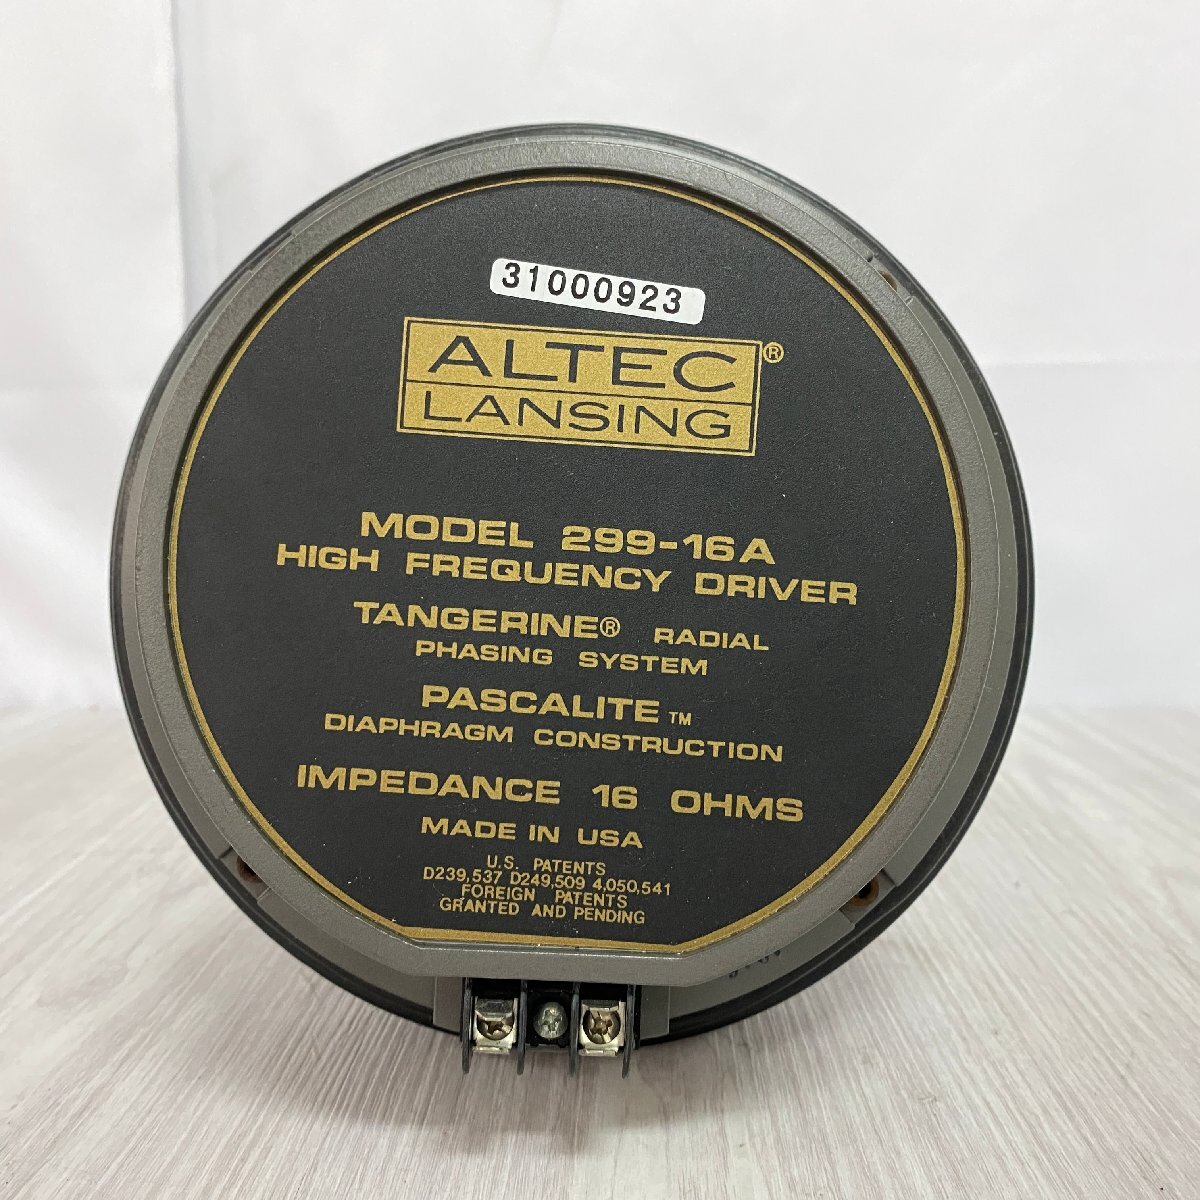 31000923
ALTEC®
LANSING
MODEL 299-16A
HIGH FREQUENCY DRIVER
TANGERINE® RADIAL
PHASING SYSTEM
PASCALITE™
DIAPHRAGM CONSTRUCTION
IMPEDANCE 16 OHMS
MADE IN USA
U.S. PATENTS
D239,537 D249,509 4,050,541
FOREIGN PATENTS
GRANTED AND PENDING